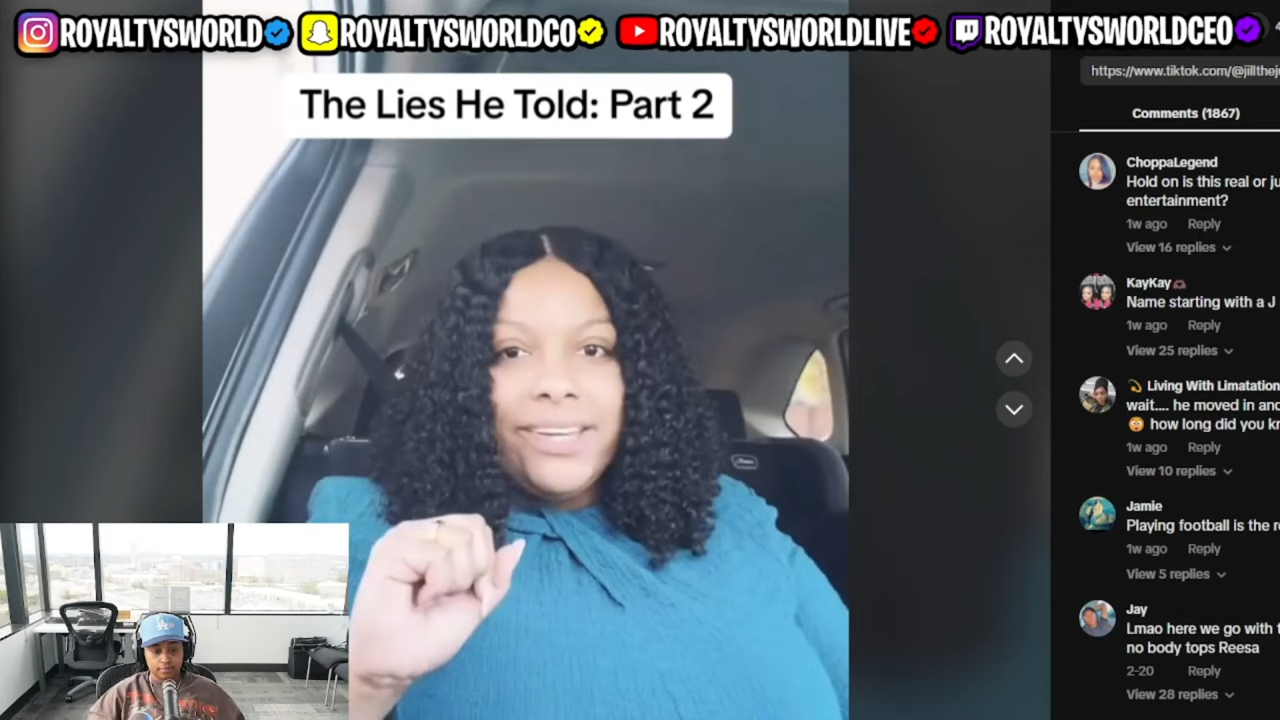 ROYALTYSWORLD ROYALTYSWORLDCO ROYALTYSWORLDLIVE ROYALTYSWORLDCEO
The Lies He Told: Part 2
https://www.tiktok.com/@jillthej
Comments (1867)
ChoppaLegend
Hold on is this real or
entertainment?
1w ago Reply
View 16 replies
KayKay
Name starting with a J
1w ago Reply
View 25 replies
Living With Limatation
wait.... he moved in and
how long did you
1w ago Reply
View 10 replies
Jamie
Playing football is the
1w ago Reply
View 5 replies
Jay
Lmao here we go with
no body tops Reesa
2-20 Reply
View 28 replies
LA